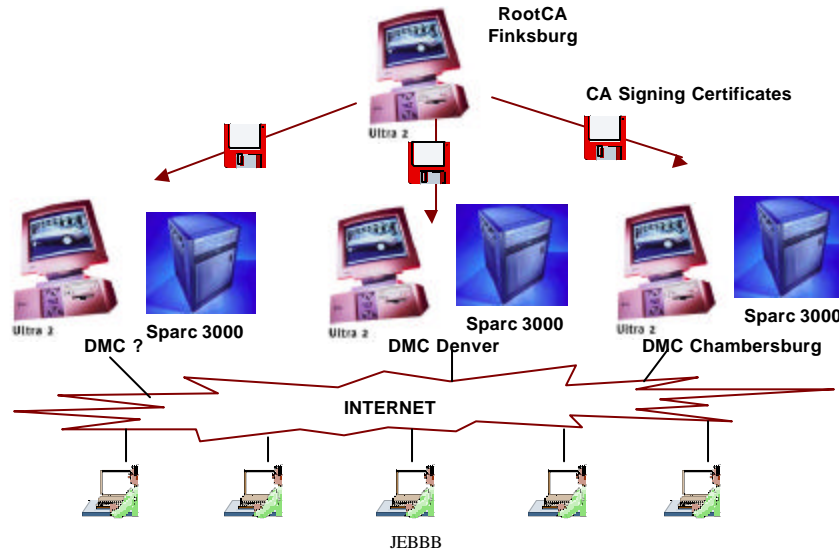 RootCA
Finksburg
CA Signing Certificates
Ultra 2
Ultra 2
Sparc 3000
DMC ?
Ultra 2
Sparc 3000
DMC Denver
Ultra 2
Sparc 3000
DMC Chambersburg
INTERNET
JEBBB